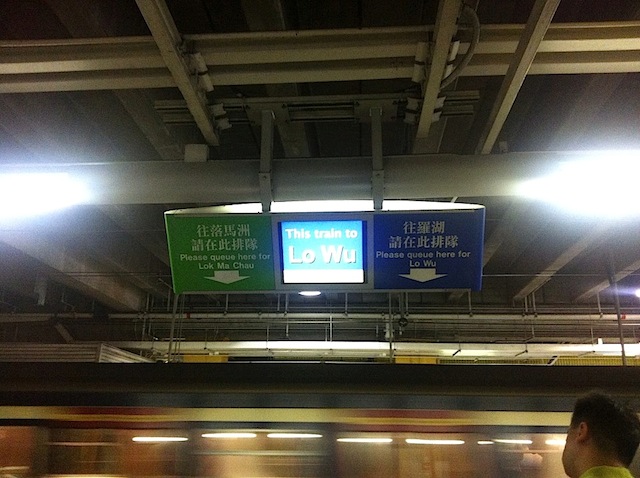 往落馬洲
請在此排隊
Please queue here for
Lok Ma Chau
This train to
Lo Wu
往羅湖
請在此排隊
Please queue here for
Lo Wu